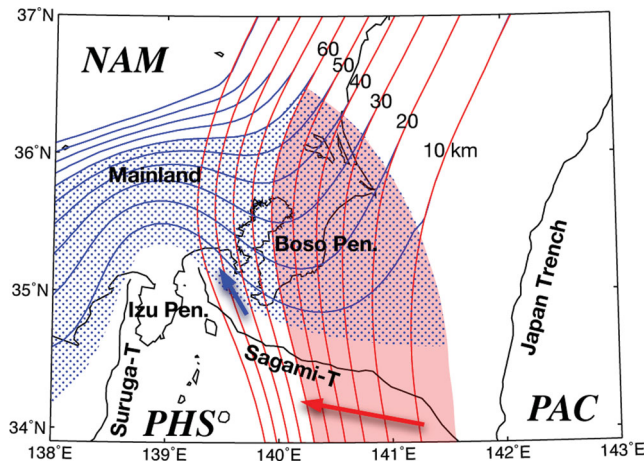 37°N
36°N
35°N
34°N
NAM
60
50
40
30
20
10 km
Mainland
Boso Pen.
Izu Pen.
Suruga-T
Sagami-T
Japan Trench
PHS
PAC
138°E
139°E
140°E
141°E
142°E
143°E